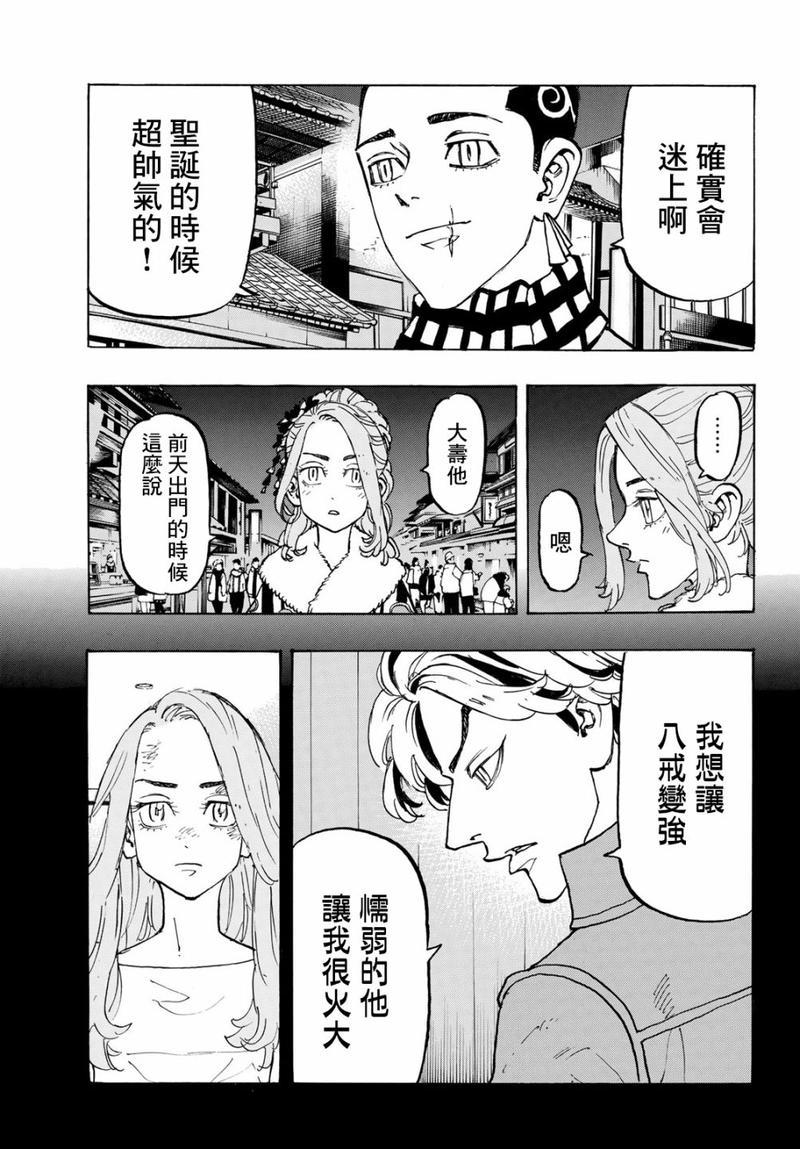 確實會
迷上啊
聖誕的時候
超帥氣的！
……
嗯
大壽他
前天出門的時候
這麼說
我想讓
八戒變強
懦弱的他
讓我很火大